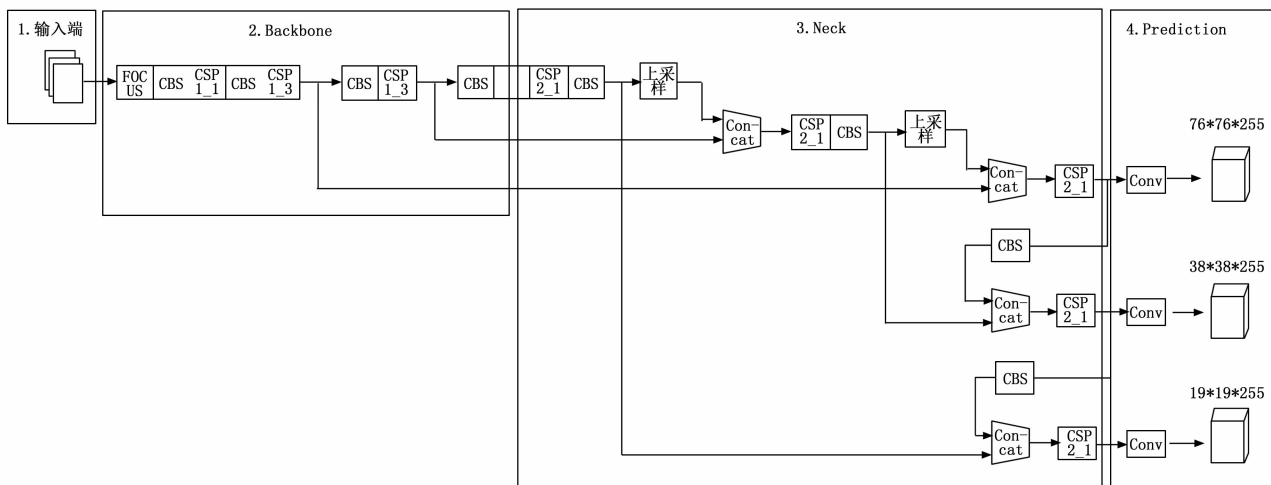 1.输入端
2.Backbone
3.Neck
4.Prediction
FOC
US
CBS
CSP
1_1
CBS
CSP
1_3
CBS
CSP
1_3
CBS
CSP
2_1
CBS
上采
样
Con-
cat
CSP
2_1
CBS
上采
样
Con-
cat
CSP
2_1
Conv
76*76*255
CBS
Con-
cat
CSP
2_1
Conv
38*38*255
CBS
Con-
cat
CSP
2_1
Conv
19*19*255